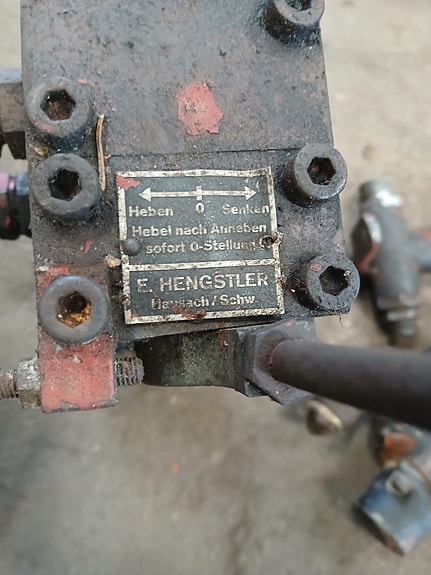 Heben 0 Senken
Hebel nach Anheben
sofort 0-Stellung
E. HENGSTLER
Hausach/Schw.